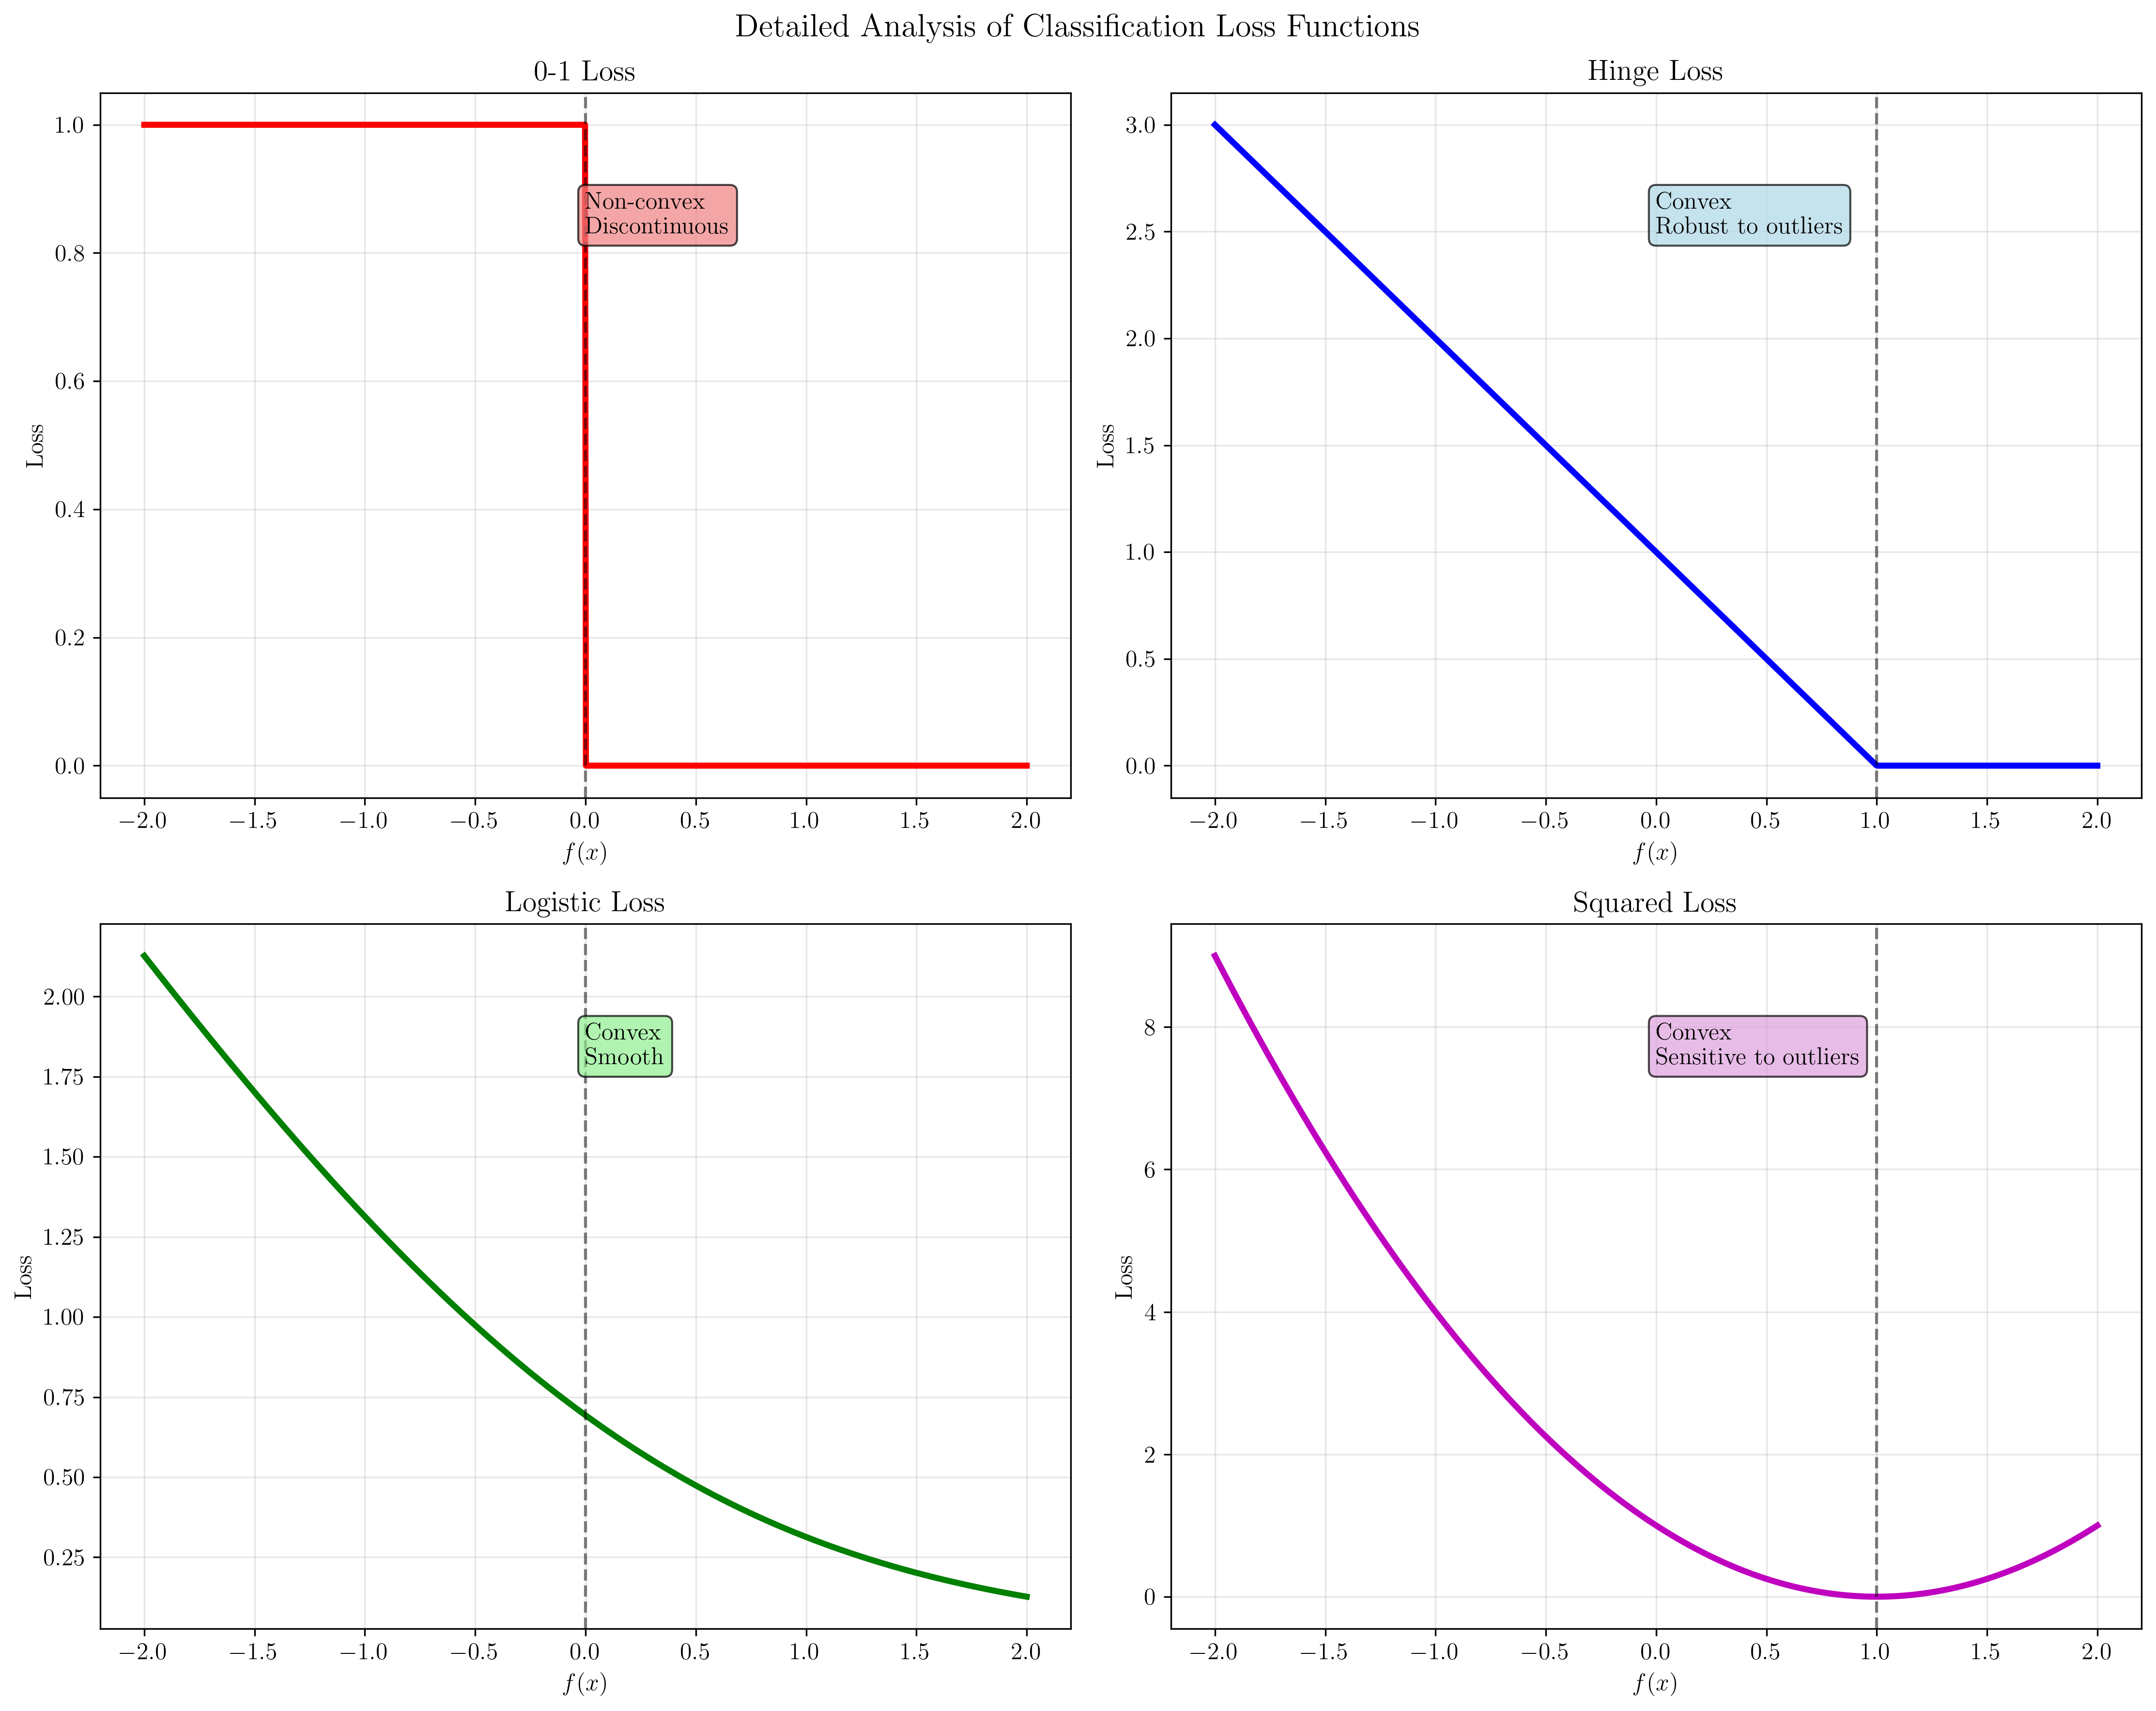 Detailed Analysis of Classification Loss Functions
0-1 Loss
1.0
0.8
0.6
0.4
0.2
0.0
Loss
Non-convex
Discontinuous
−2.0 −1.5 −1.0 −0.5 0.0 0.5 1.0 1.5 2.0
f(x)
Hinge Loss
3.0
2.5
2.0
1.5
1.0
0.5
0.0
Loss
Convex
Robust to outliers
−2.0 −1.5 −1.0 −0.5 0.0 0.5 1.0 1.5 2.0
f(x)
Logistic Loss
2.00
1.75
1.50
1.25
1.00
0.75
0.50
0.25
Loss
Convex
Smooth
−2.0 −1.5 −1.0 −0.5 0.0 0.5 1.0 1.5 2.0
f(x)
Squared Loss
8
6
4
2
0
Loss
Convex
Sensitive to outliers
−2.0 −1.5 −1.0 −0.5 0.0 0.5 1.0 1.5 2.0
f(x)